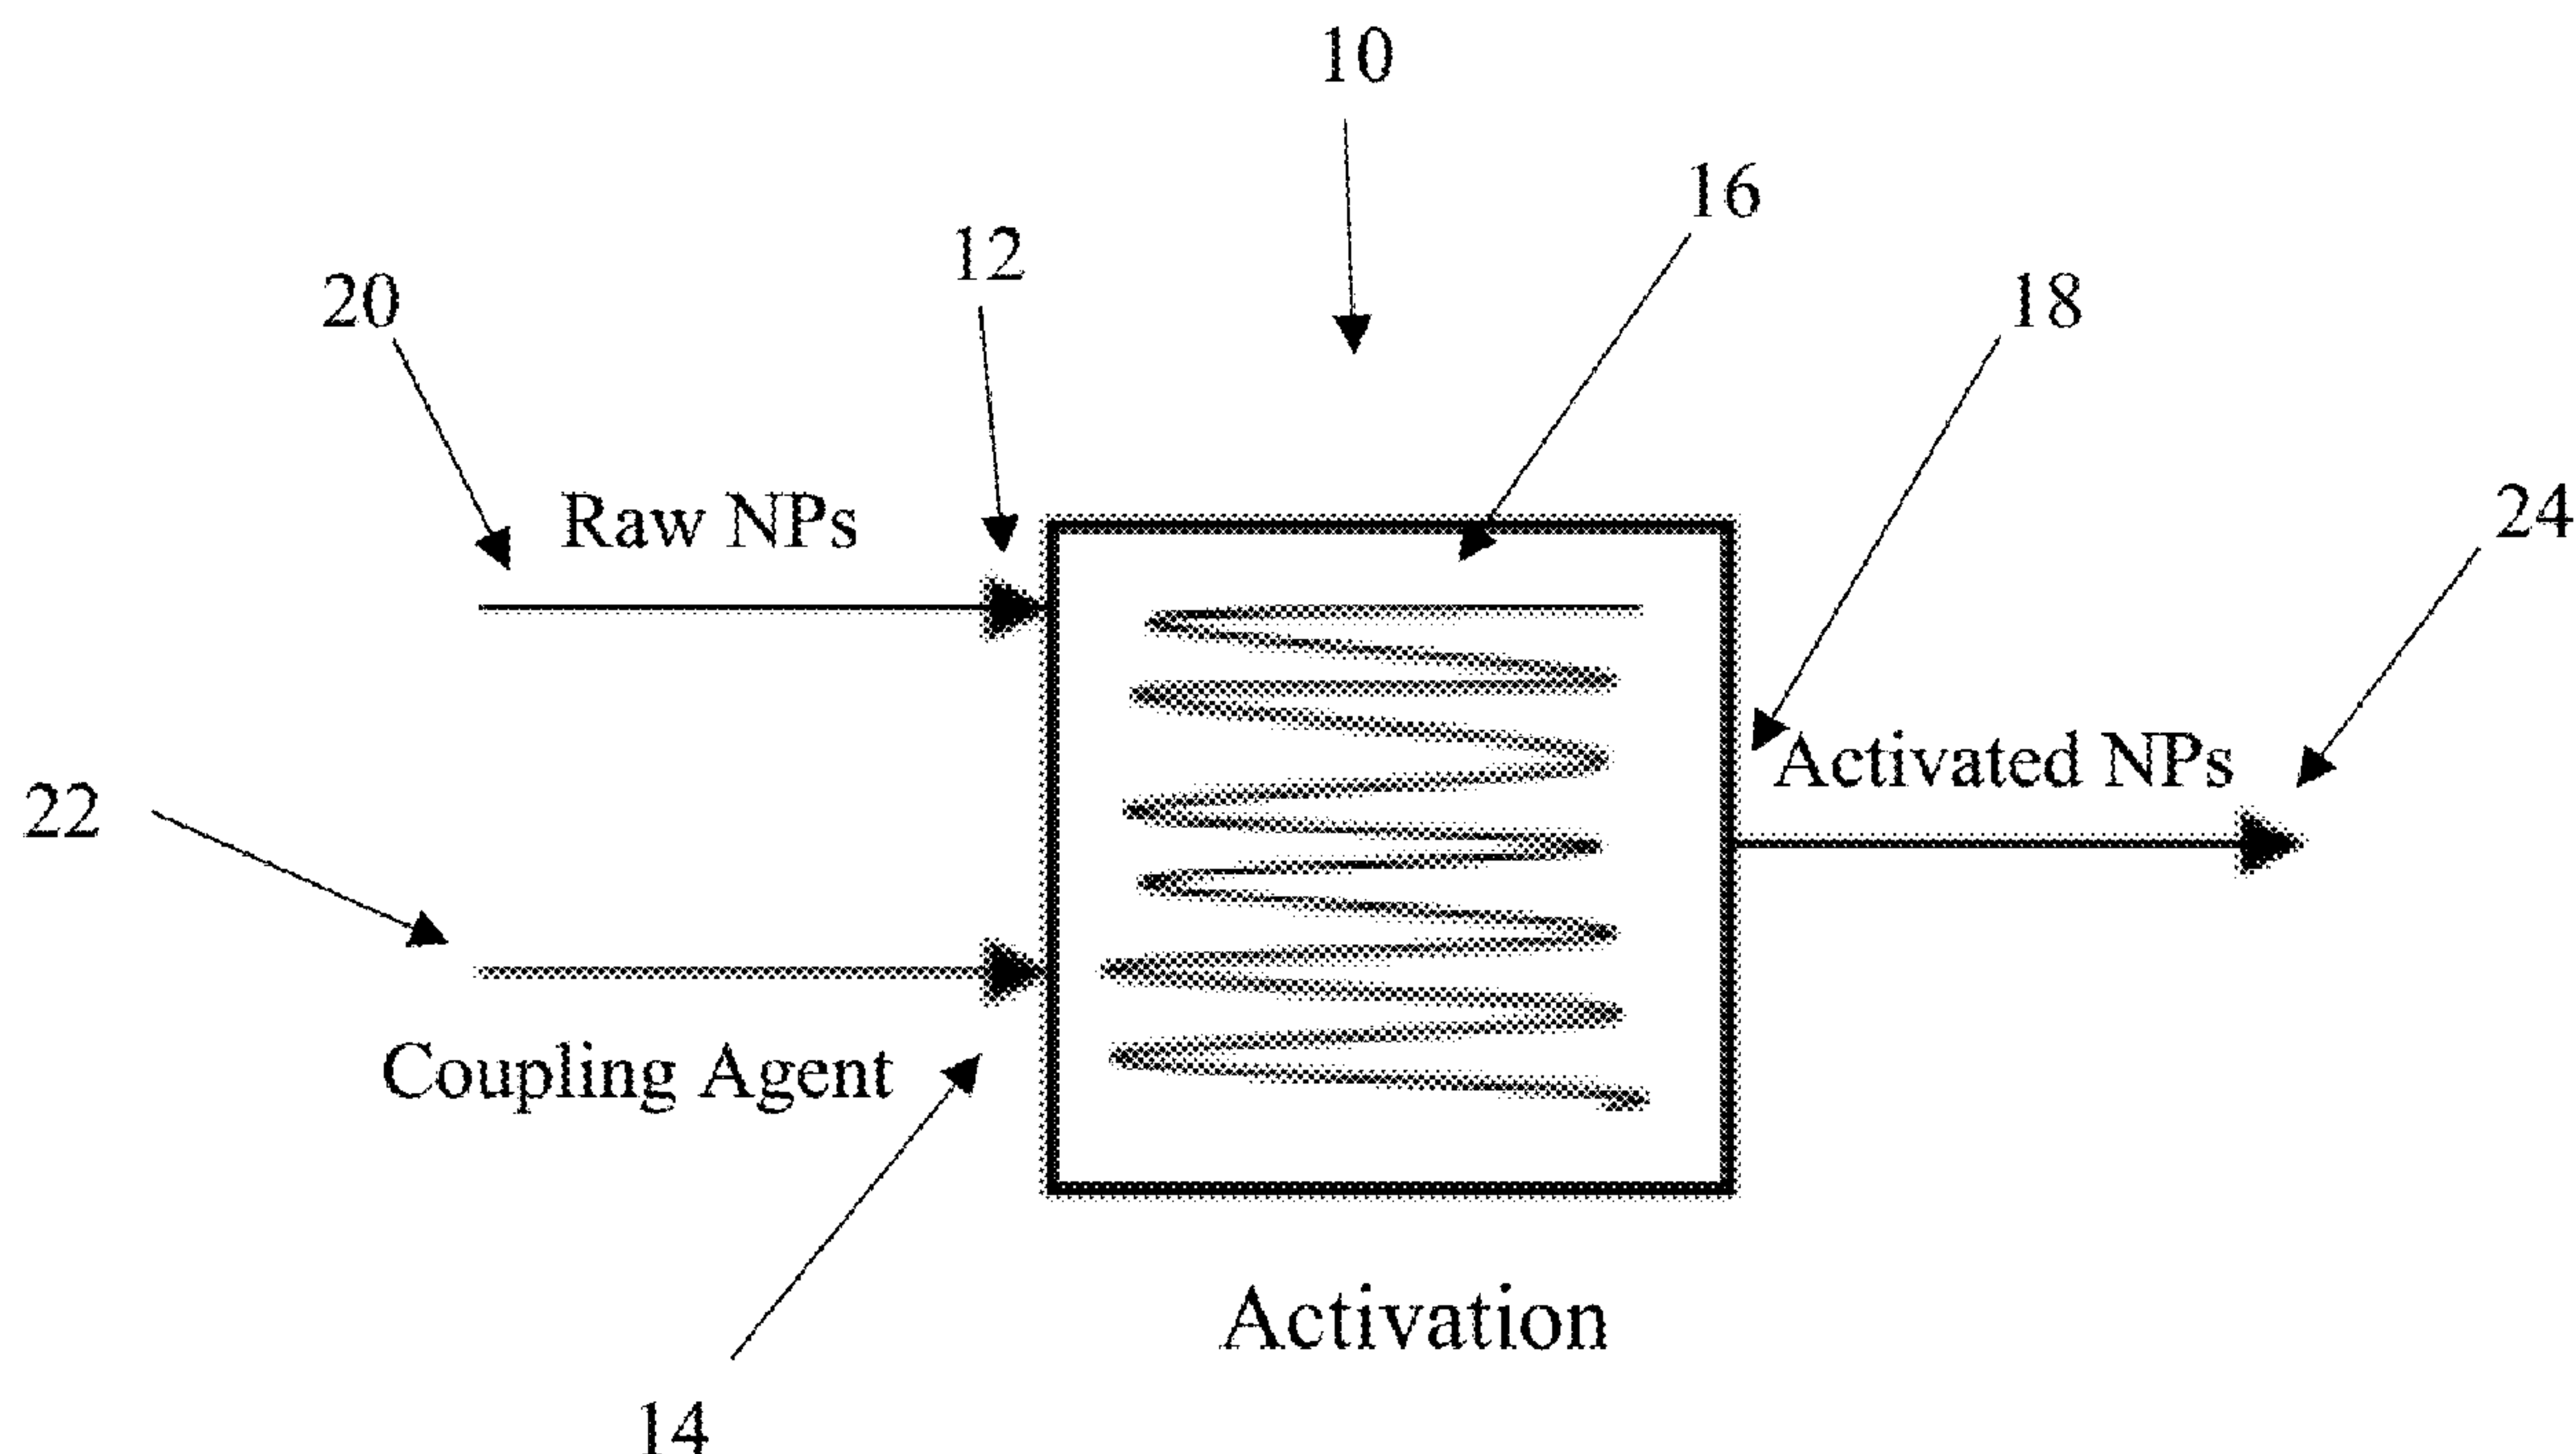 10
16
12
20
18
Raw NPs
24
Activated NPs
22
Coupling Agent
Activation
14